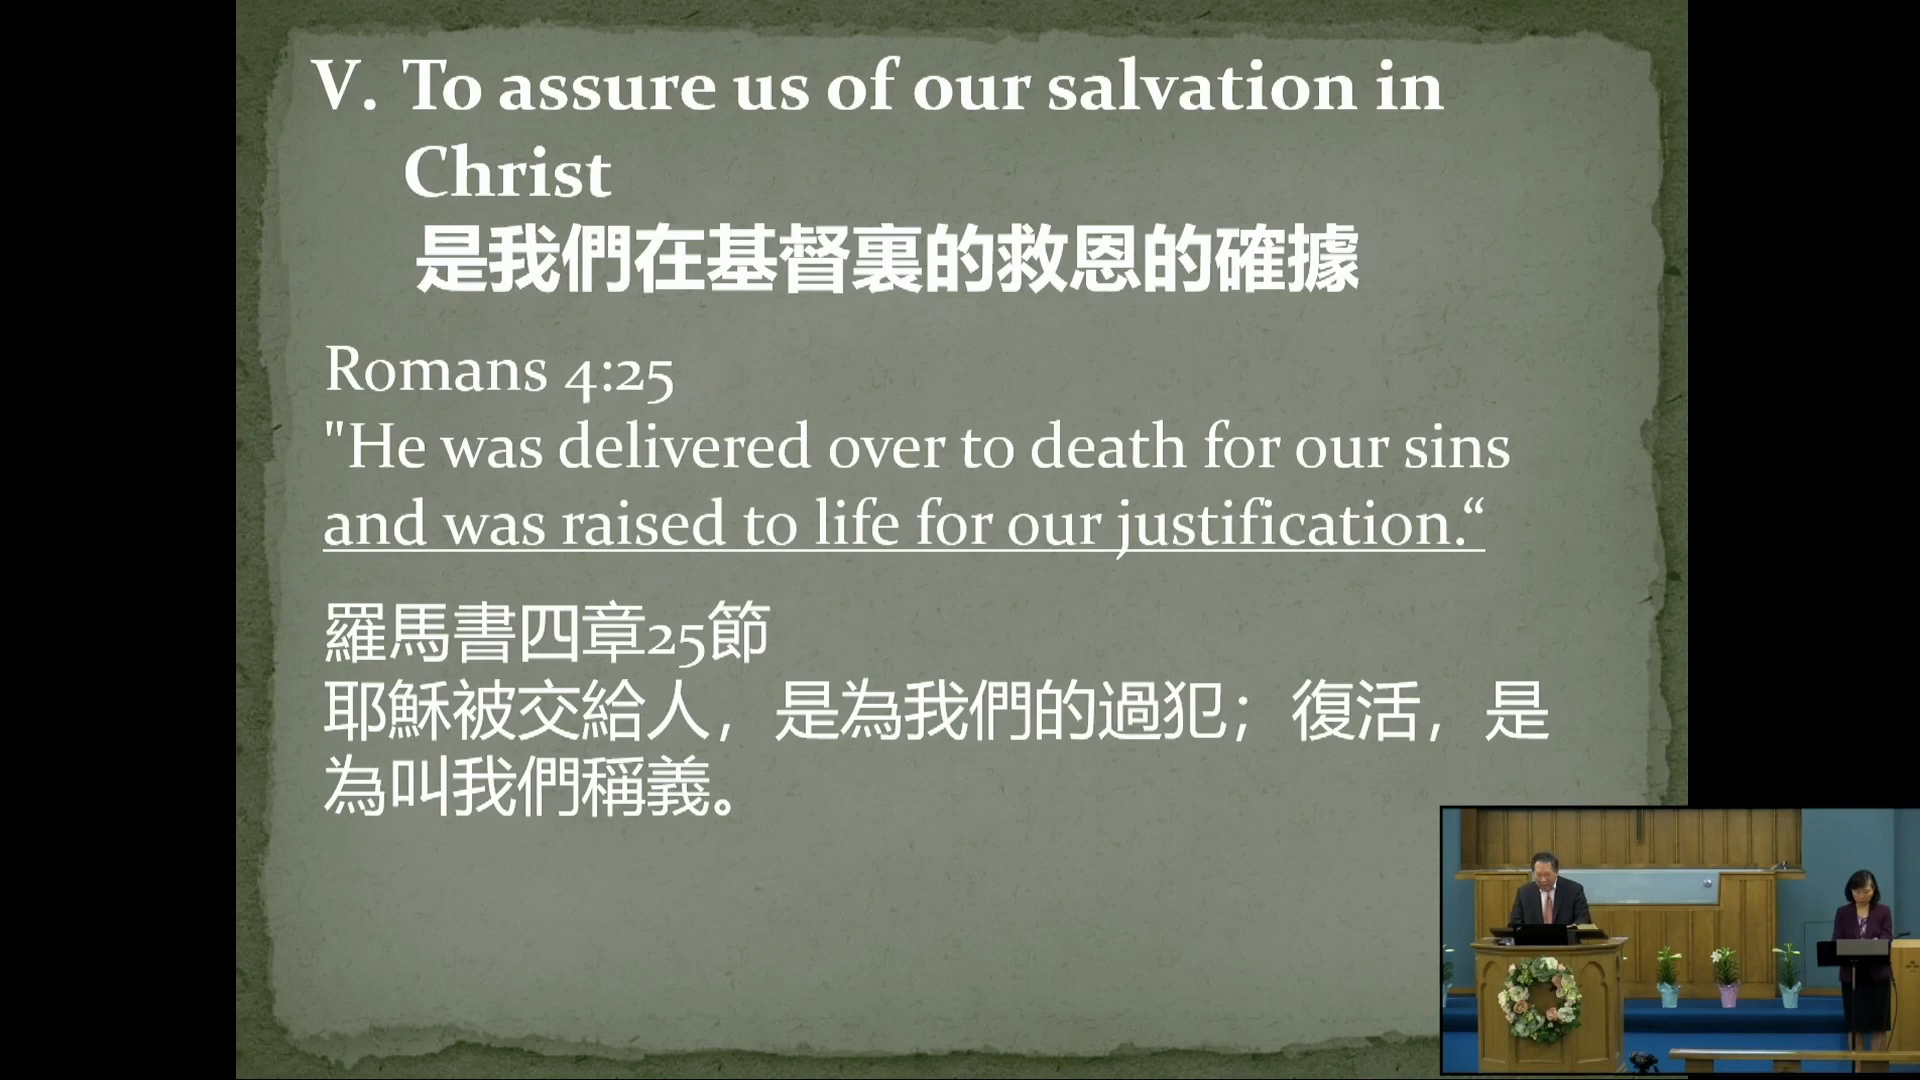 V. To assure us of our salvation in
Christ
是我們在基督裏的救恩的確據
Romans 4:25
"He was delivered over to death for our sins
and was raised to life for our justification.“
羅馬書四章25節
耶穌被交給人，是為我們的過犯；復活，是
為叫我們稱義。